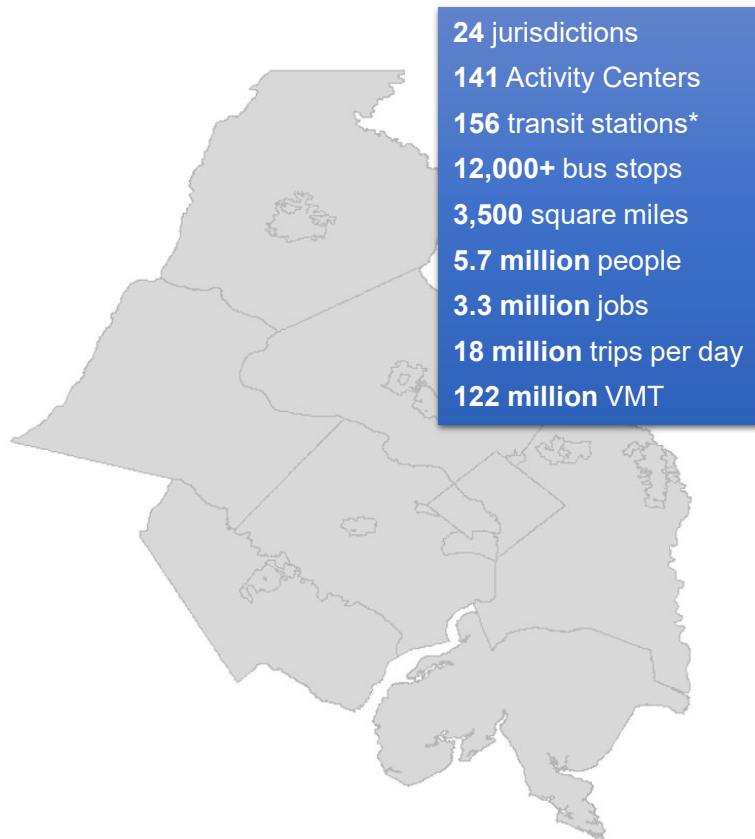 24 jurisdictions
141 Activity Centers
156 transit stations*
12,000+ bus stops
3,500 square miles
5.7 million people
3.3 million jobs
18 million trips per day
122 million VMT